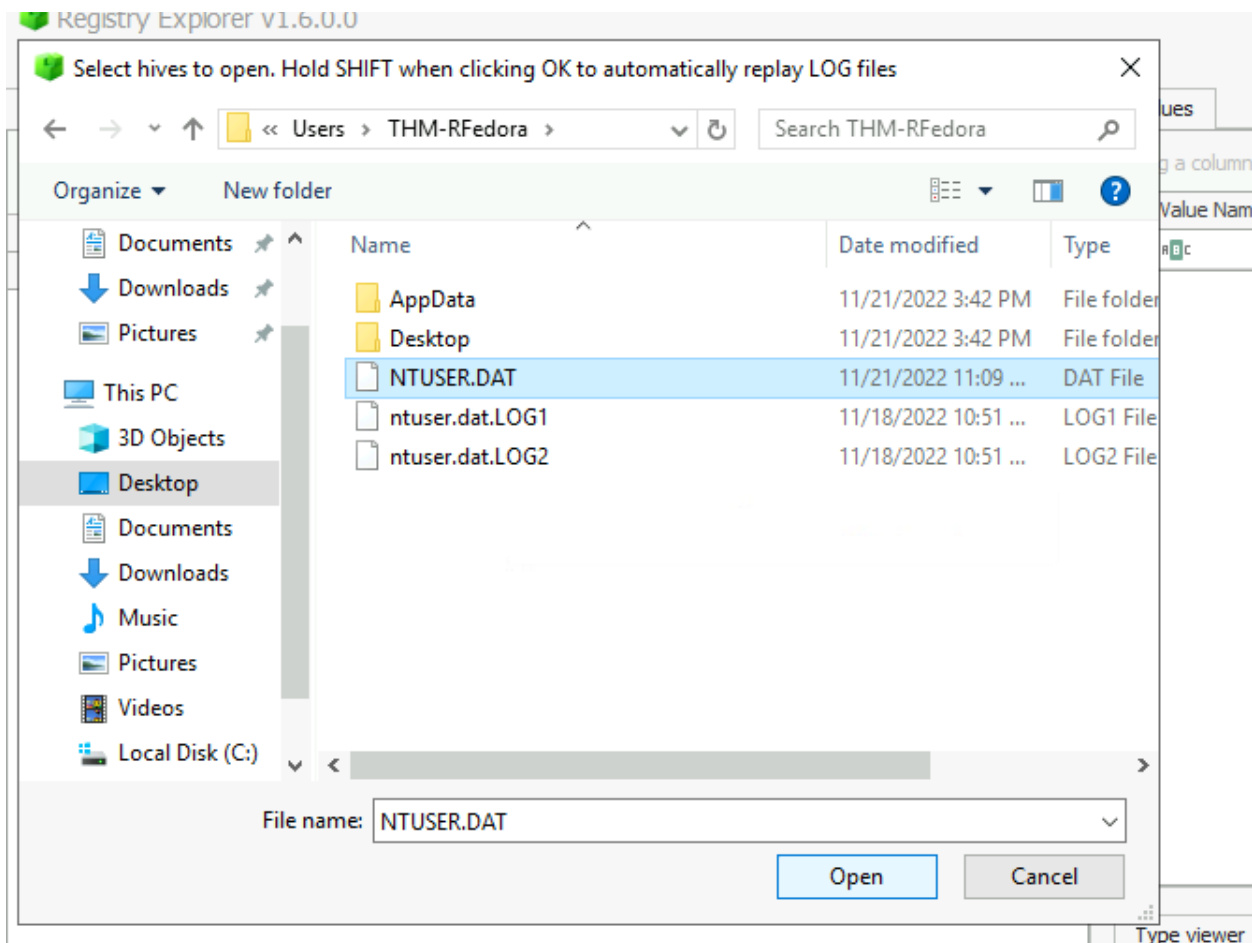 Registry Explorer v1.6.0.0
Select hives to open. Hold SHIFT when clicking OK to automatically replay LOG files
« Users > THM-RFedora >
Search THM-RFedora
Organize
New folder
?
Name
Date modified
Type
Documents
Downloads
Pictures
This PC
3D Objects
Desktop
Documents
Downloads
Music
Pictures
Videos
Local Disk (C:)
AppData 11/21/2022 3:42 PM File folder
Desktop 11/21/2022 3:42 PM File folder
NTUSER.DAT 11/21/2022 11:09 ... DAT File
ntuser.dat.LOG1 11/18/2022 10:51 ... LOG1 File
ntuser.dat.LOG2 11/18/2022 10:51 ... LOG2 File
File name: NTUSER.DAT
Open
Cancel
lues
g a column
Value Nam
Type viewer